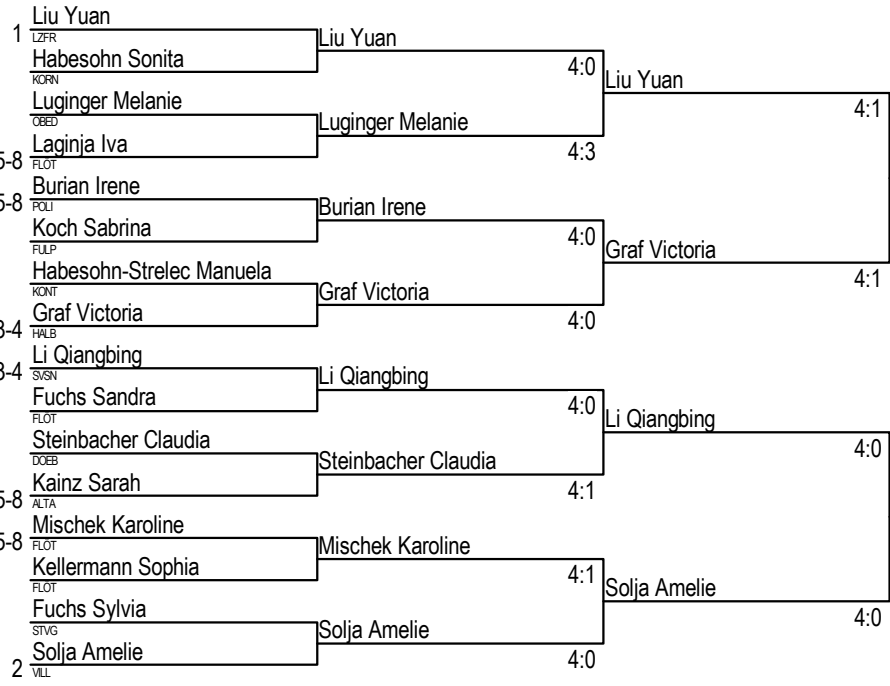 Liu Yuan
1
LZFR
Habesohn Sonita
KORN
Luginger Melanie
OBED
Laginja Iva
5-8
FLÖT
Burian Irene
5-8
POLI
Koch Sabrina
FULP
Habesohn-Strelec Manuela
KONT
Graf Victoria
3-4
HALB
Li Qiangbing
3-4
SVSN
Fuchs Sandra
FLÖT
Steinbacher Claudia
DOEB
Kainz Sarah
5-8
ALTA
Mischek Karoline
5-8
FLÖT
Kellermann Sophia
FLÖT
Fuchs Sylvia
STVG
Solja Amelie
2
VILL
Liu Yuan
4:0
Luginger Melanie
4:3
Burian Irene
4:0
Graf Victoria
4:0
Li Qiangbing
4:0
Steinbacher Claudia
4:1
Mischek Karoline
4:1
Solja Amelie
4:0
Liu Yuan
4:1
Graf Victoria
4:1
Li Qiangbing
4:0
Solja Amelie
4:0